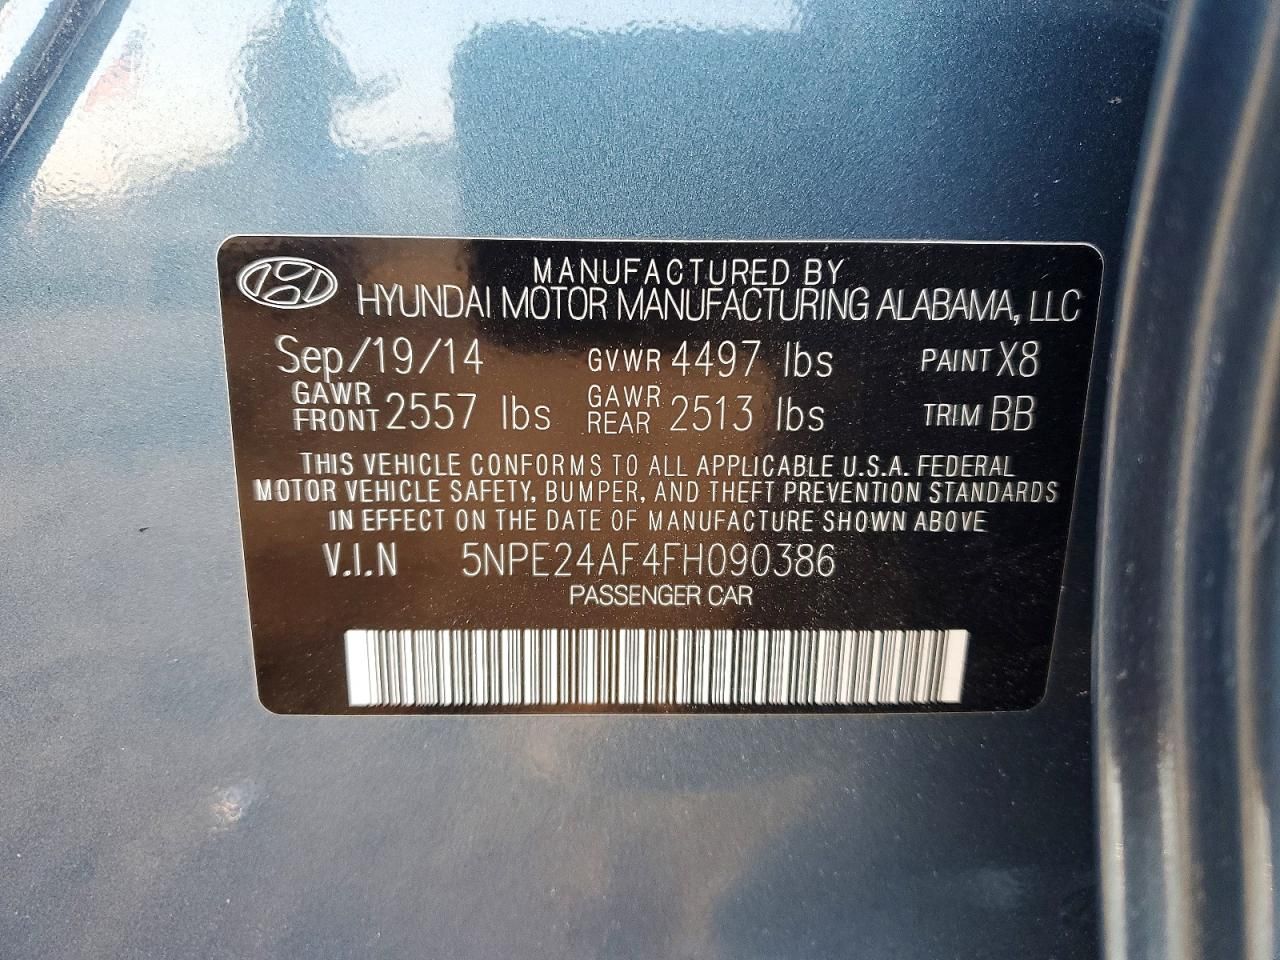 MANUFACTURED BY
HYUNDAI MOTOR MANUFACTURING ALABAMA, LLC
Sep/19/14 GVWR 4497 lbs PAINT X8
GAWR FRONT 2557 lbs GAWR REAR 2513 lbs TRIM BB
THIS VEHICLE CONFORMS TO ALL APPLICABLE U.S.A. FEDERAL
MOTOR VEHICLE SAFETY, BUMPER, AND THEFT PREVENTION STANDARDS
IN EFFECT ON THE DATE OF MANUFACTURE SHOWN ABOVE
V.I.N 5NPE24AF4FH090386
PASSENGER CAR